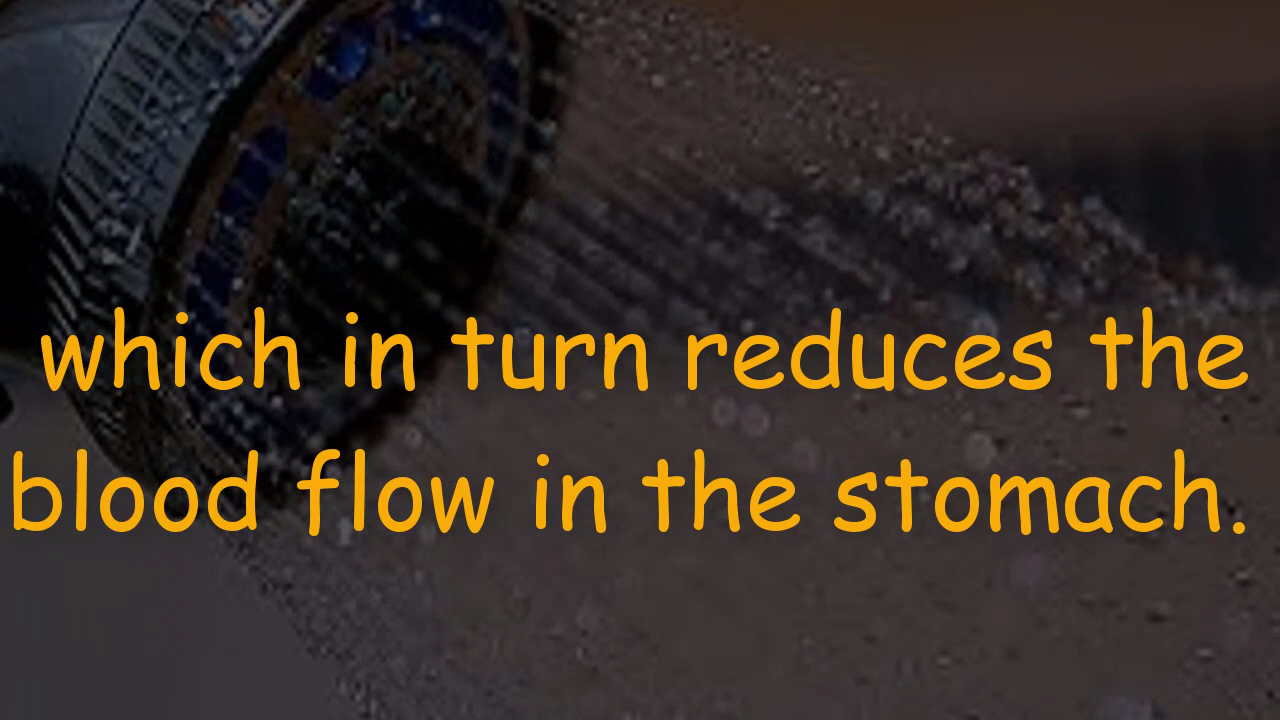 which in turn reduces the
blood flow in the stomach.